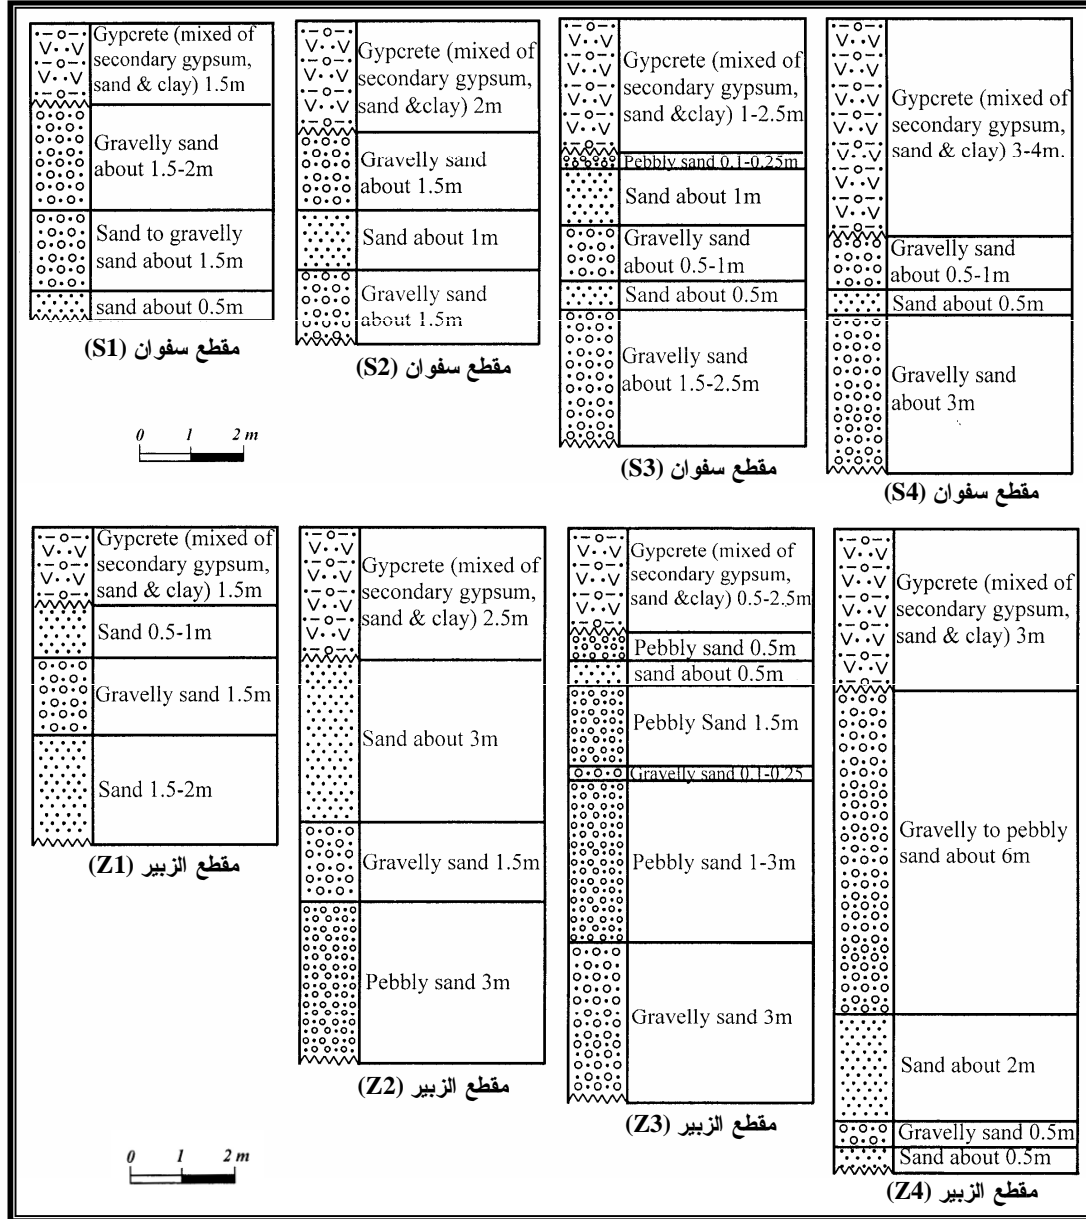 Gypcrete (mixed of
secondary gypsum,
sand & clay) 1.5m
Gravelly sand
about 1.5-2m
Sand to gravelly
sand about 1.5m
sand about 0.5m
مقطع سفوان (S1)
Gypcrete (mixed of
secondary gypsum,
sand &clay) 2m
Gravelly sand
about 1.5m
Sand about 1m
Gravelly sand
about 1.5m
مقطع سفوان (S2)
Gypcrete (mixed of
secondary gypsum,
sand &clay) 1-2.5m
Pebbly sand 0.1-0.25m
Sand about 1m
Gravelly sand
about 0.5-1m
Sand about 0.5m
Gravelly sand
about 1.5-2.5m
مقطع سفوان (S3)
Gypcrete (mixed of
secondary gypsum,
sand & clay) 3-4m.
Gravelly sand
about 0.5-1m
Sand about 0.5m
Gravelly sand
about 3m
مقطع سفوان (S4)
0 1 2 m
Gypcrete (mixed of
secondary gypsum,
sand & clay) 1.5m
Sand 0.5-1m
Gravelly sand 1.5m
Sand 1.5-2m
مقطع الزبير (Z1)
Gypcrete (mixed of
secondary gypsum,
sand & clay) 2.5m
Sand about 3m
Gravelly sand 1.5m
Pebbly sand 3m
مقطع الزبير (Z2)
Gypcrete (mixed of
secondary gypsum,
sand &clay) 0.5-2.5m
Pebbly sand 0.5m
sand about 0.5m
Pebbly Sand 1.5m
Gravelly sand 0.1-0.25
Pebbly sand 1-3m
Gravelly sand 3m
مقطع الزبير (Z3)
Gypcrete (mixed of
secondary gypsum,
sand & clay) 3m
Gravelly to pebbly
sand about 6m
Sand about 2m
Gravelly sand 0.5m
Sand about 0.5m
مقطع الزبير (Z4)
0 1 2 m